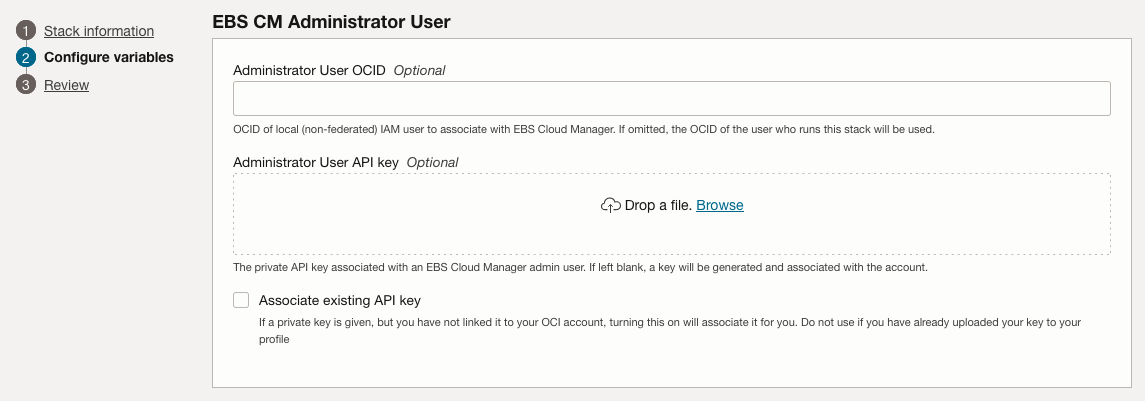 EBS CM Administrator User
1 Stack information
2 Configure variables
3 Review
Administrator User OCID Optional
OCID of local (non-federated) IAM user to associate with EBS Cloud Manager. If omitted, the OCID of the user who runs this stack will be used.
Administrator User API key Optional
Drop a file. Browse
The private API key associated with an EBS Cloud Manager admin user. If left blank, a key will be generated and associated with the account.
Associate existing API key
If a private key is given, but you have not linked it to your OCI account, turning this on will associate it for you. Do not use if you have already uploaded your key to your
profile